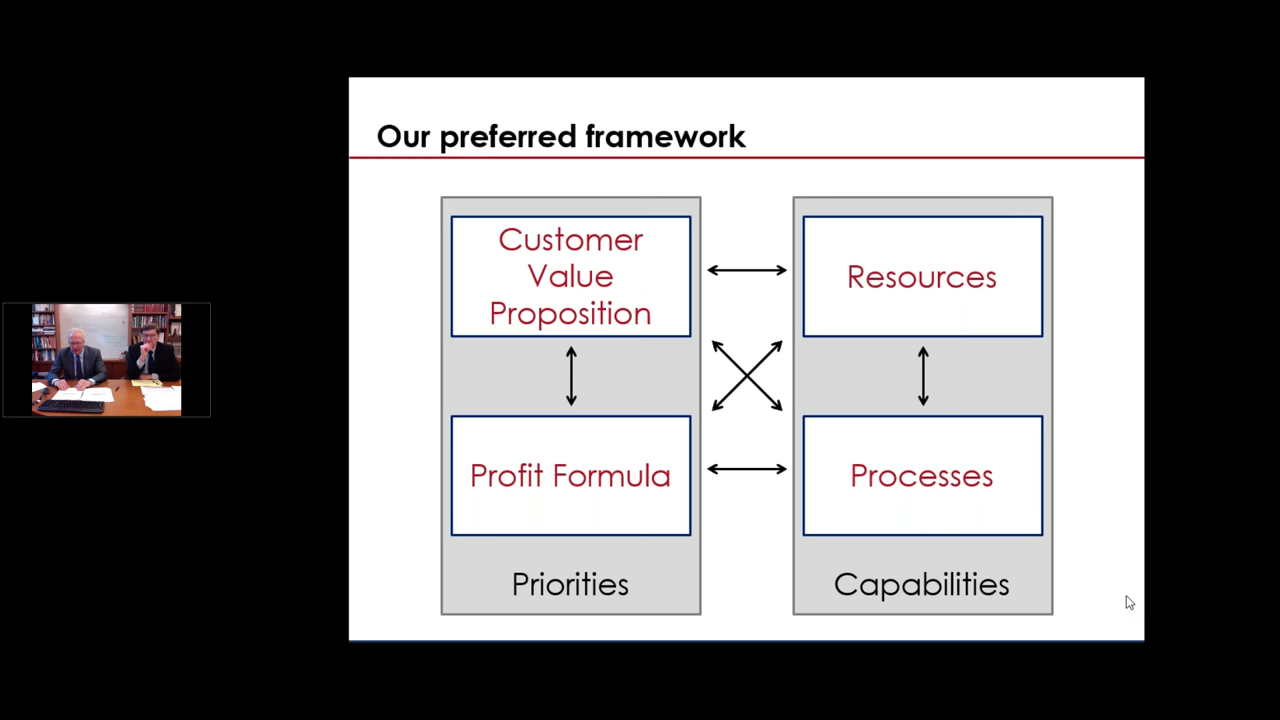 Our preferred framework
Customer
Value
Proposition
Resources
Profit Formula
Processes
Priorities
Capabilities